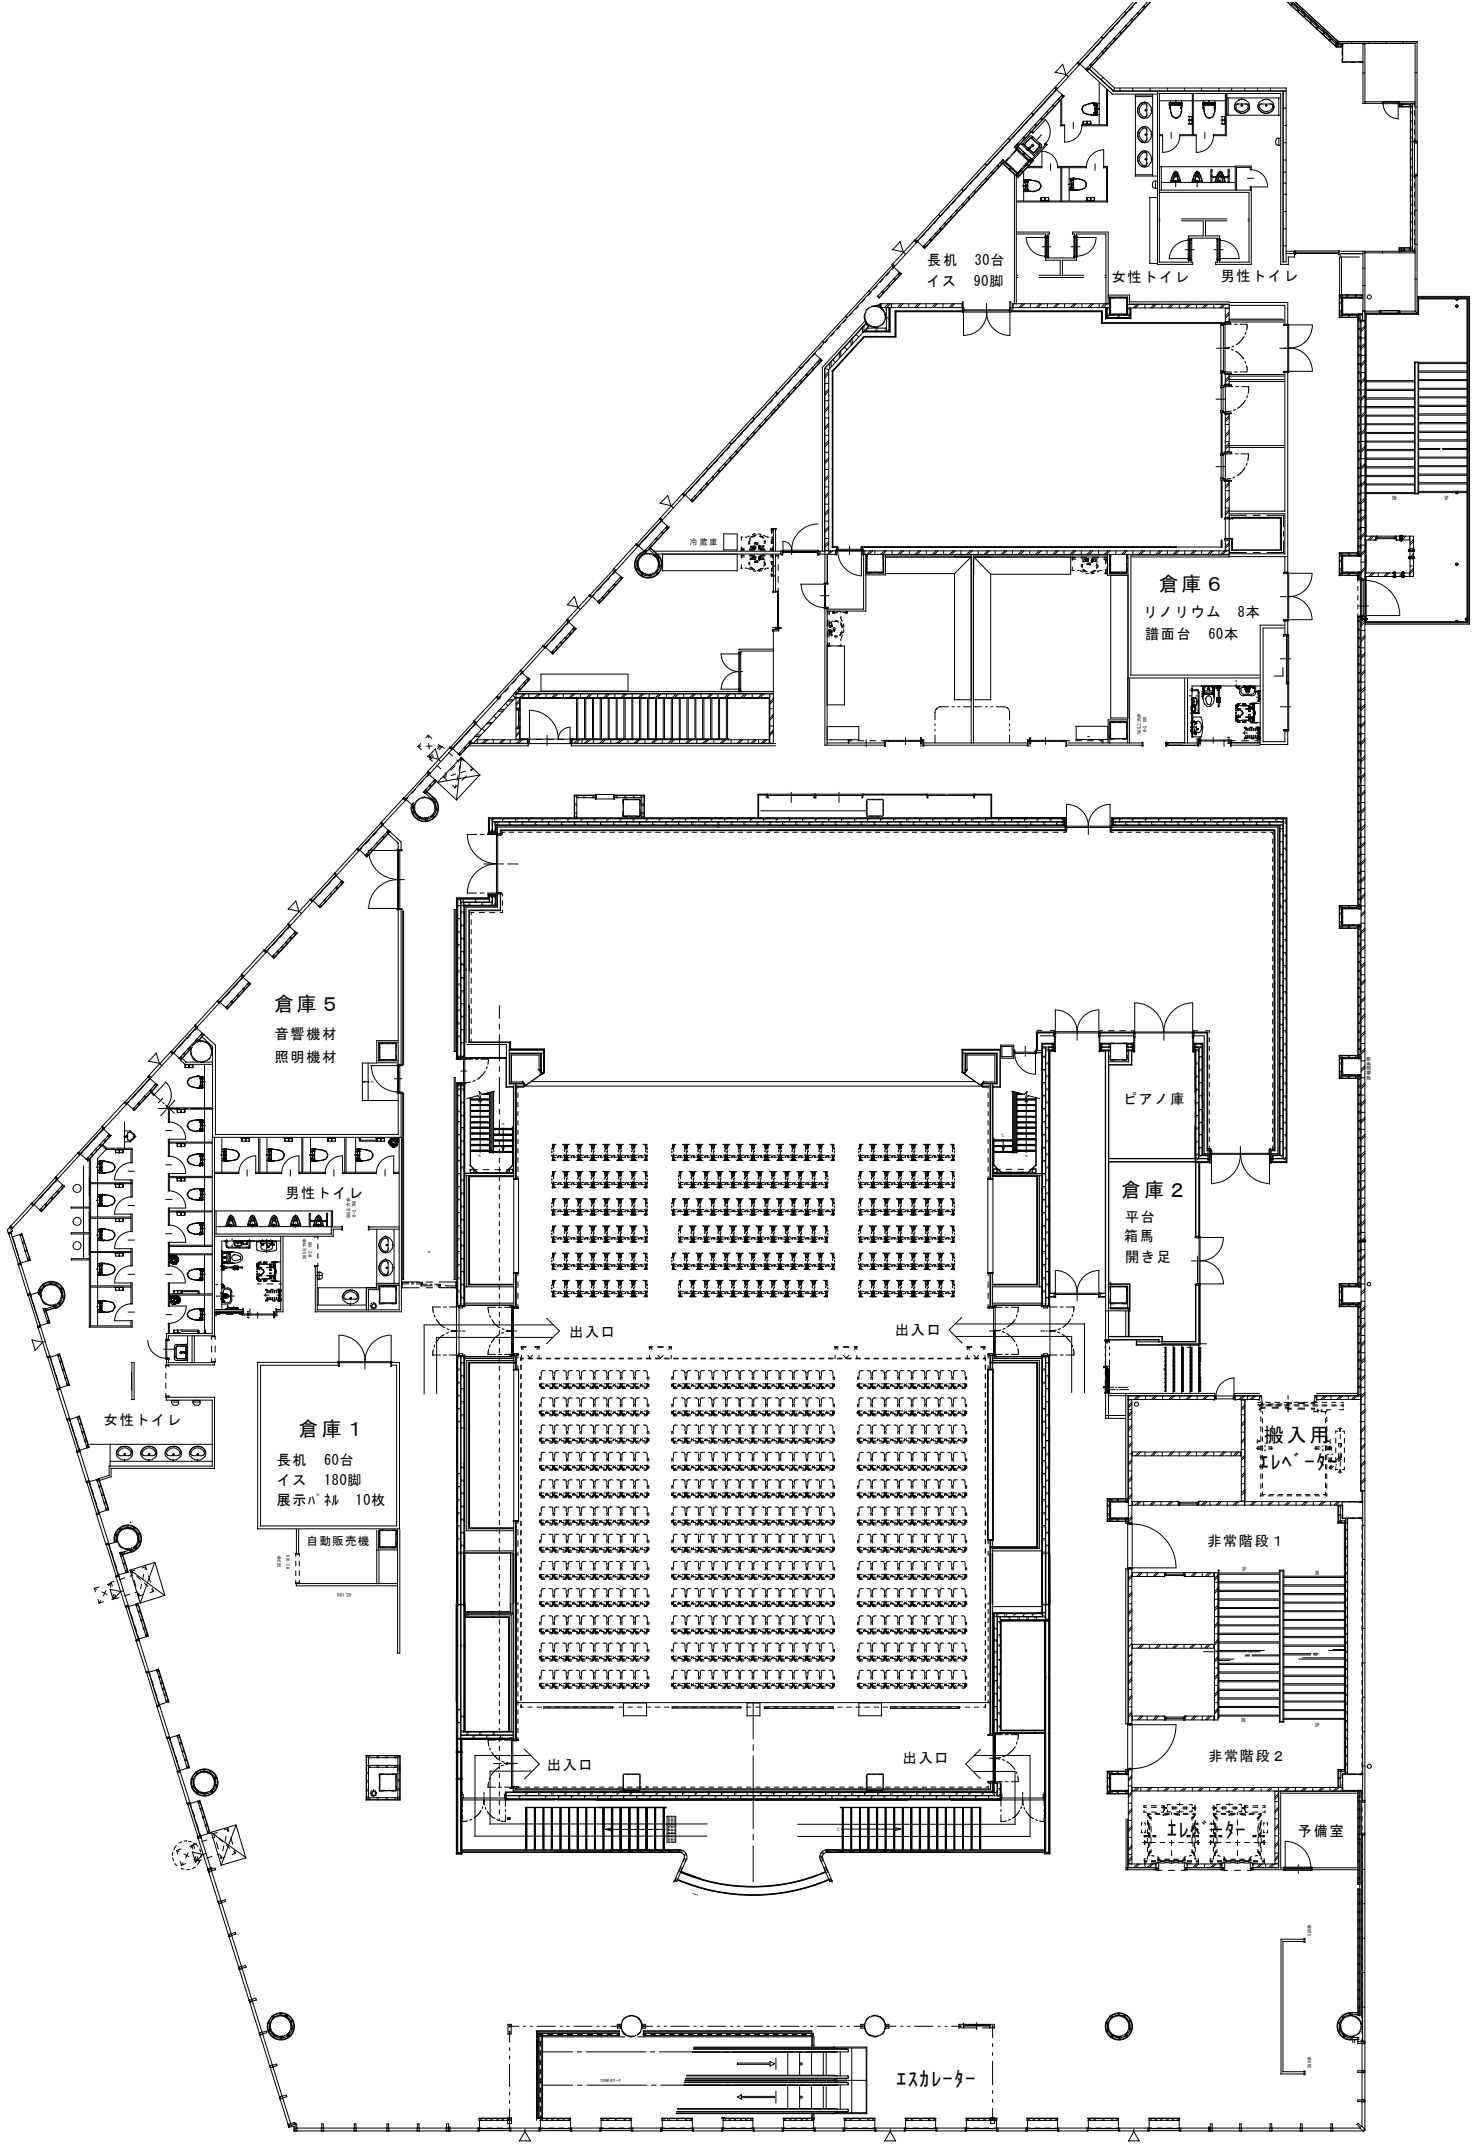 長机 30台
イス 90脚
女性トイレ
男性トイレ
冷蔵庫
倉庫6
リノリウム 8本
譜面台 60本
倉庫5
音響機材
照明機材
ピアノ庫
男性トイレ
倉庫2
平台
箱馬
開き足
出入口
出入口
女性トイレ
倉庫1
長机 60台
イス 180脚
展示パネル 10枚
自動販売機
搬入用
エレベータ
非常階段1
非常階段2
出入口
出入口
エレベーター
予備室
エスカレーター